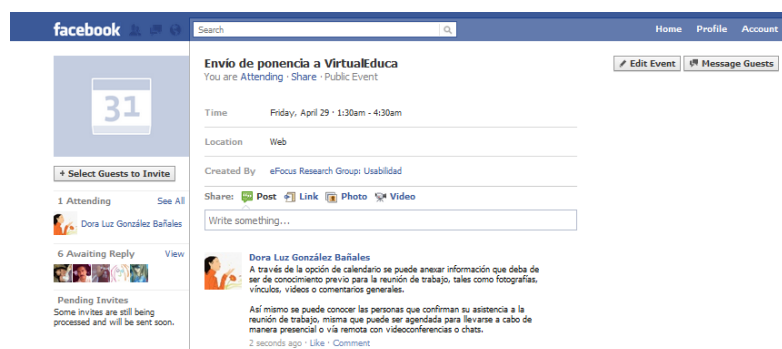 facebook
Search
Home Profile Account
Envío de ponencia a VirtualEduca
You are Attending · Share · Public Event
Edit Event
Message Guests
31
Time Friday, April 29 · 1:30am - 4:30am
Location Web
Created By eFocus Research Group: Usabilidad
+ Select Guests to Invite
1 Attending See All
Dora Luz González Bañales
6 Awaiting Reply View
Pending Invites
Some invites are still being
processed and will be sent soon.
Share: Post Link Photo Video
Write something...
Dora Luz González Bañales
A través de la opción de calendario se puede anexar información que deba de
ser de conocimiento previo para la reunión de trabajo, tales como fotografías,
vínculos, videos o comentarios generales.
Así mismo se puede conocer las personas que confirman su asistencia a la
reunión de trabajo, misma que puede ser agendada para llevarse a cabo de
manera presencial o vía remota con videoconferencias o chats.
2 seconds ago · Like · Comment